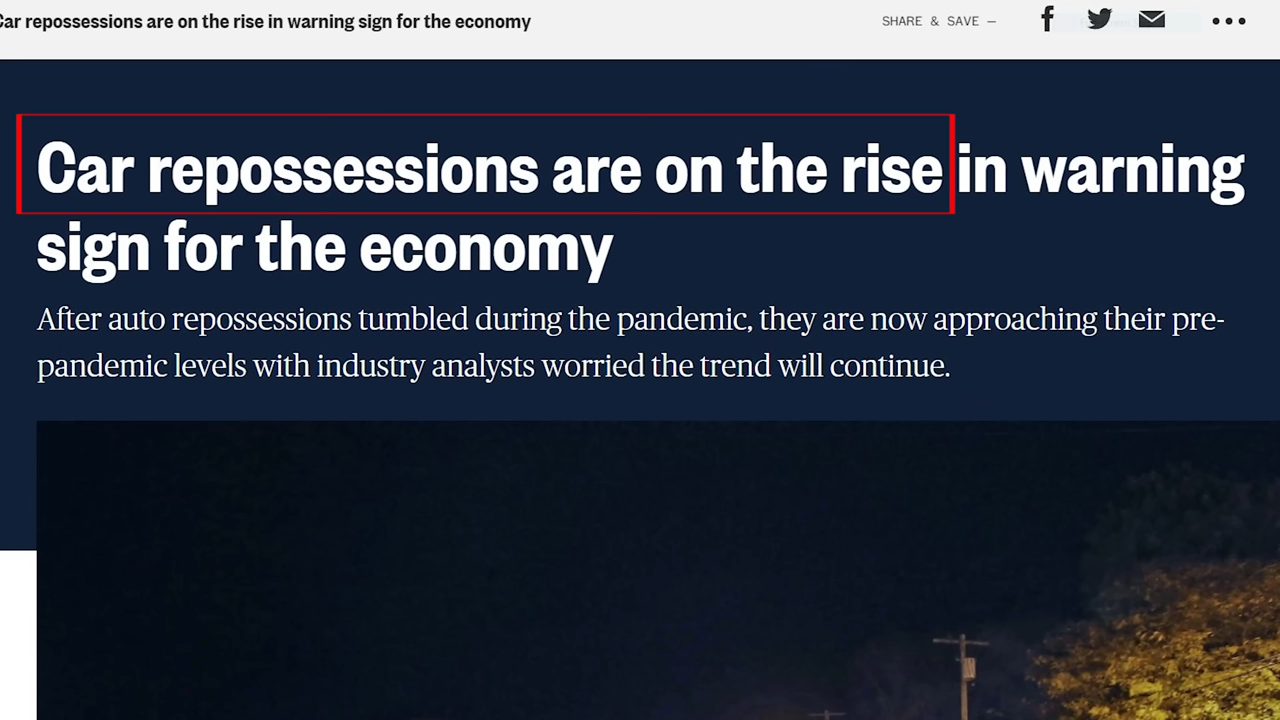 Car repossessions are on the rise in warning sign for the economy
SHARE & SAVE —
Car repossessions are on the rise in warning
sign for the economy
After auto repossessions tumbled during the pandemic, they are now approaching their pre-
pandemic levels with industry analysts worried the trend will continue.